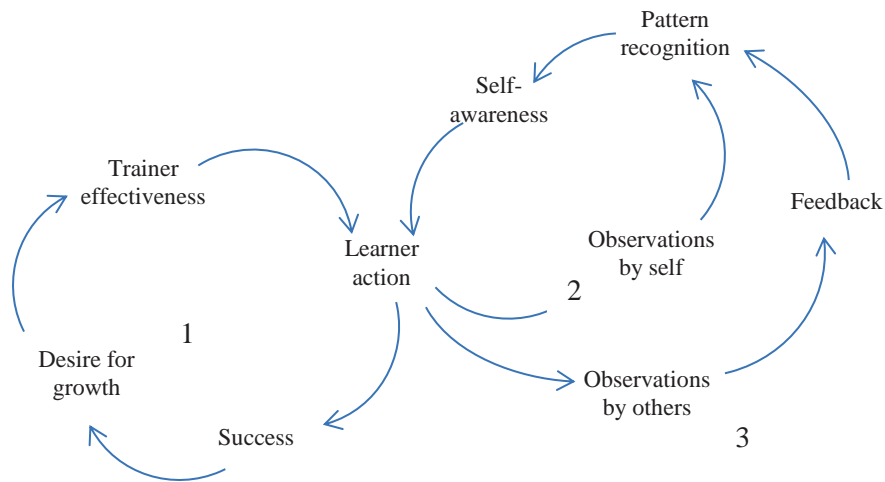 Pattern
recognition
Self-
awareness
Trainer
effectiveness
Feedback
Learner
action
Observations
by self
2
1
Desire for
growth
Observations
by others
Success
3